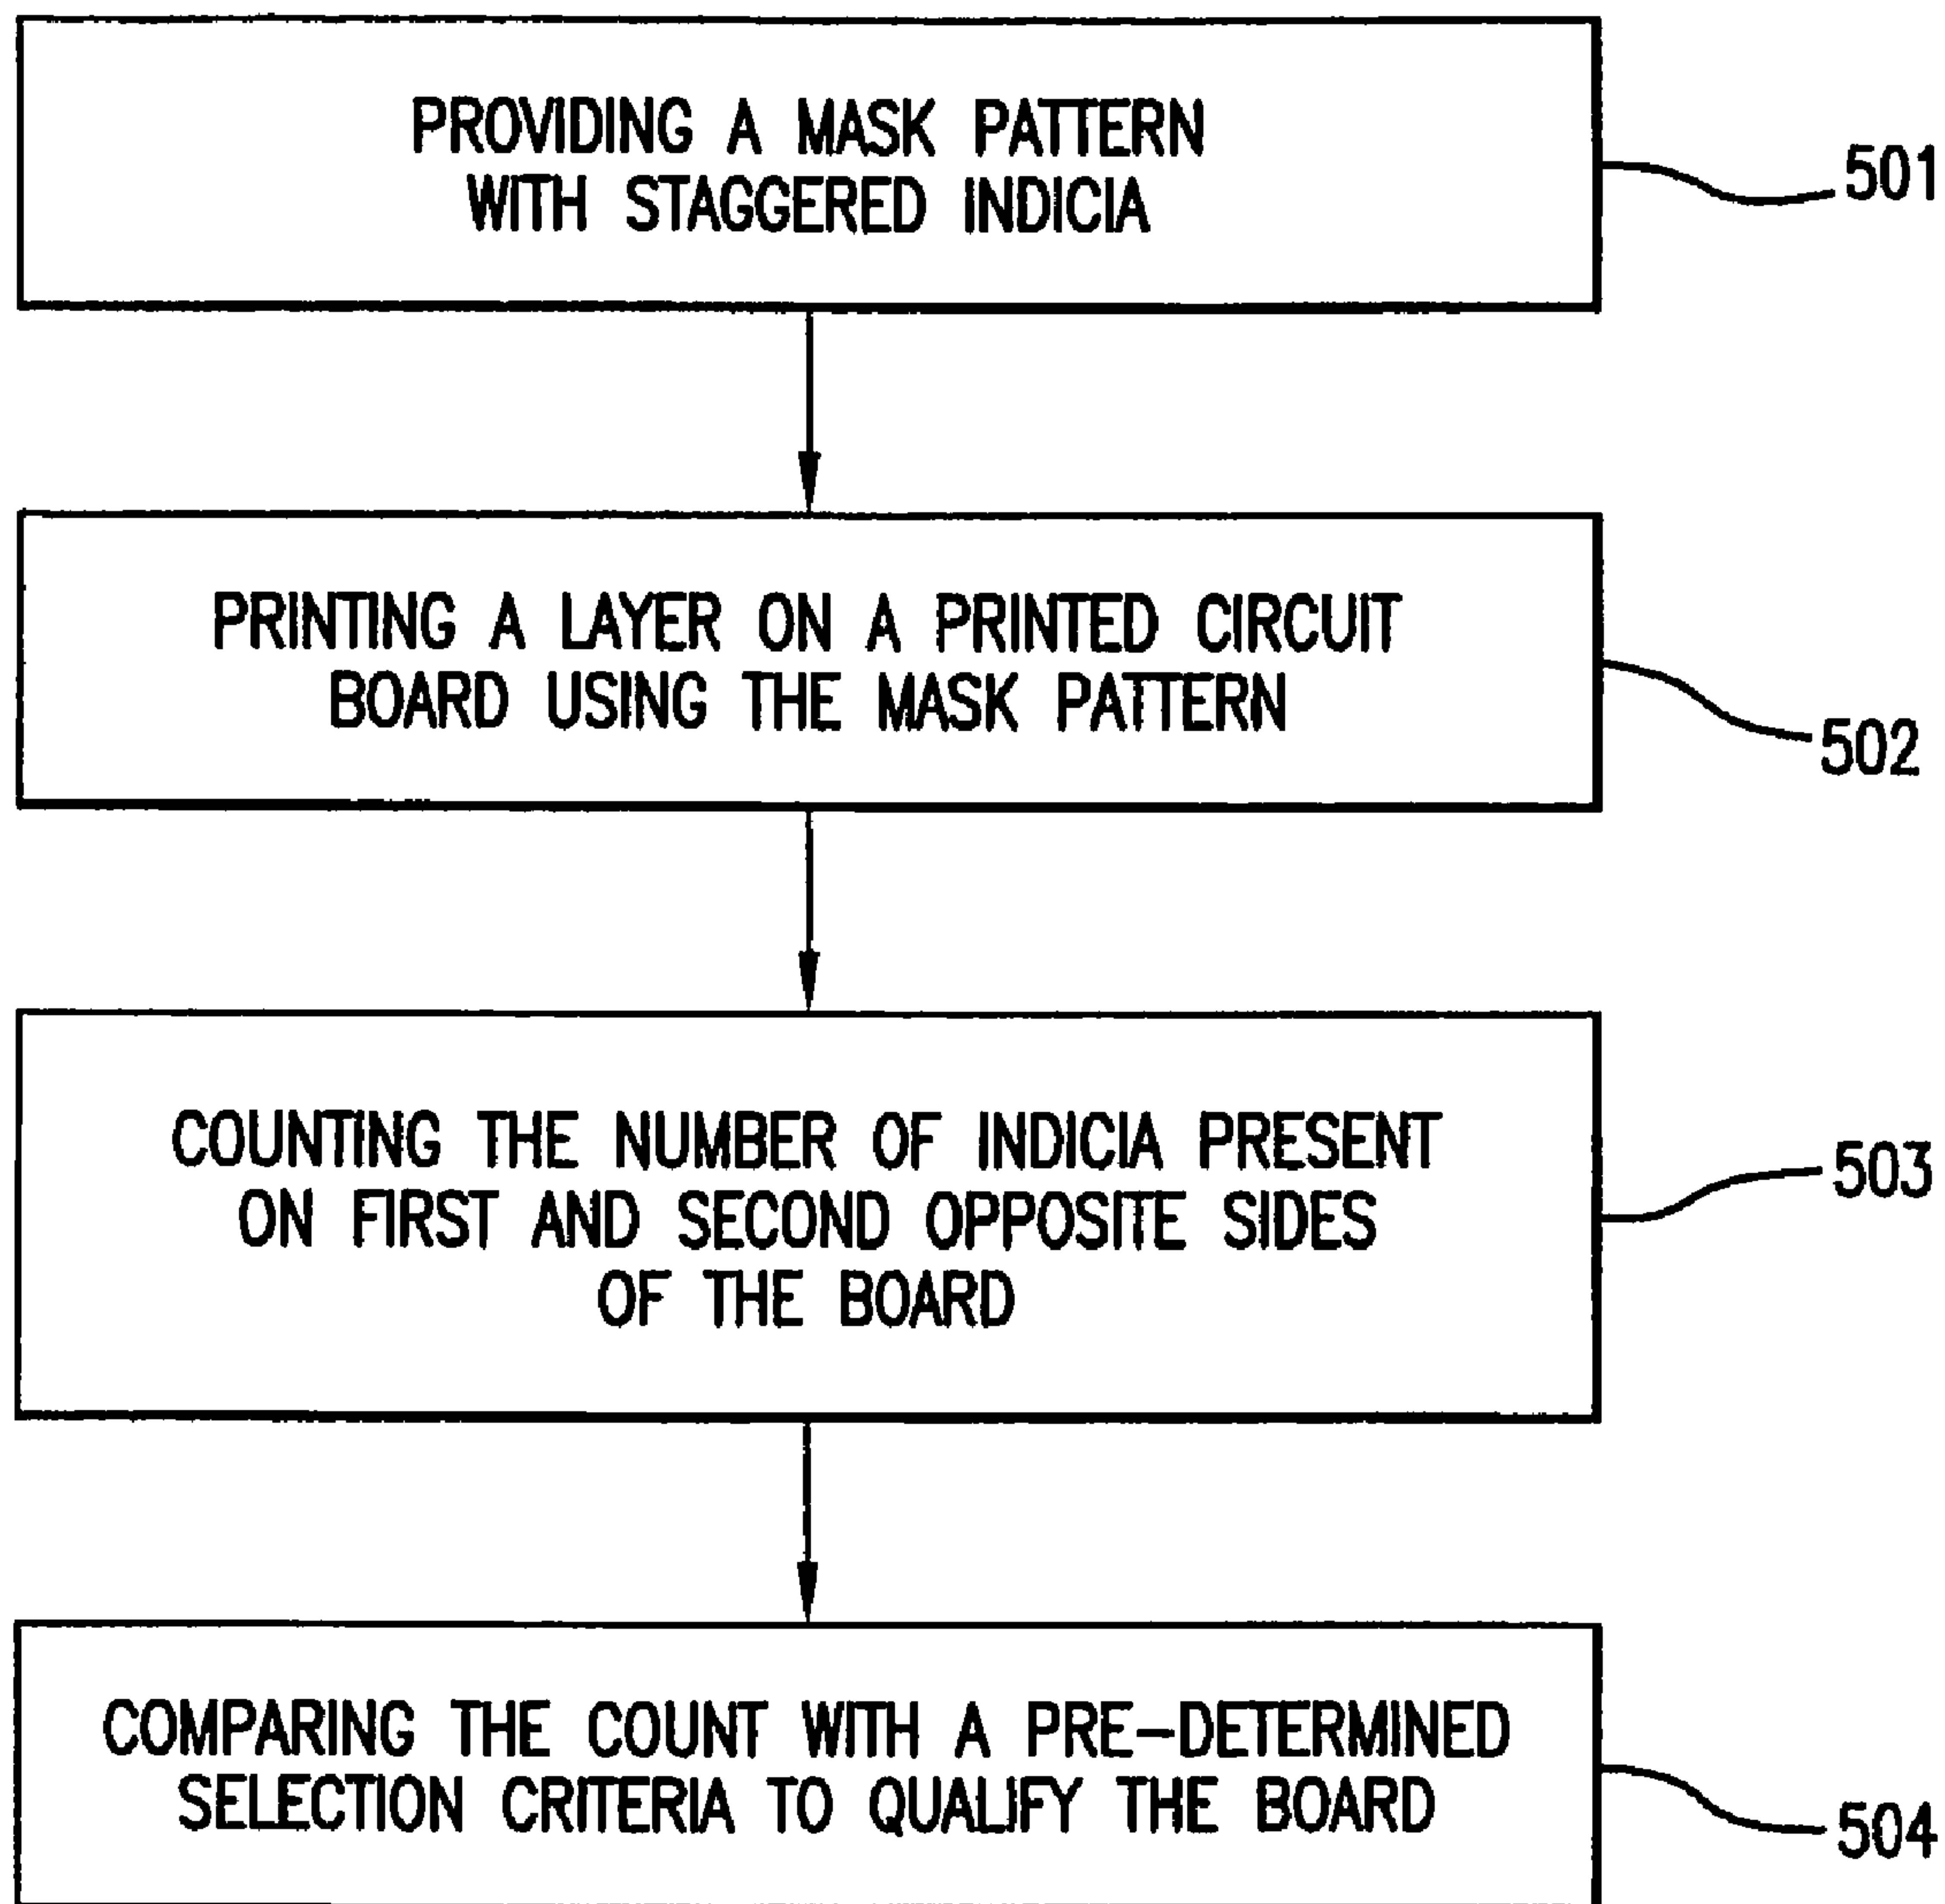 PROVIDING A MASK PATTERN
WITH STAGGERED INDICIA
501
PRINTING A LAYER ON A PRINTED CIRCUIT
BOARD USING THE MASK PATTERN
502
COUNTING THE NUMBER OF INDICIA PRESENT
ON FIRST AND SECOND OPPOSITE SIDES
OF THE BOARD
503
COMPARING THE COUNT WITH A PRE-DETERMINED
SELECTION CRITERIA TO QUALIFY THE BOARD
504